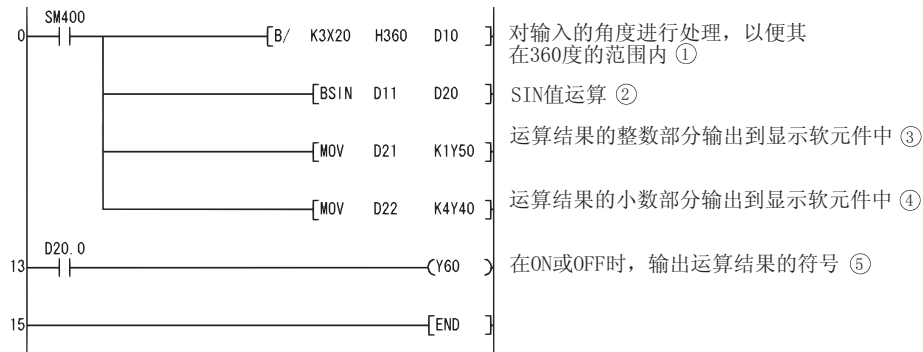 SM400
0 [B/ K3X20 H360 D10 ] 对输入的角度进行处理，以便其
在360度的范围内 ①
[BSIN D11 D20 ] SIN值运算 ②
[MOV D21 K1Y50 ] 运算结果的整数部分输出到显示软元件中 ③
[MOV D22 K4Y40 ] 运算结果的小数部分输出到显示软元件中 ④
D20.0
13 (Y60 ) 在ON或OFF时，输出运算结果的符号 ⑤
15 [END ]